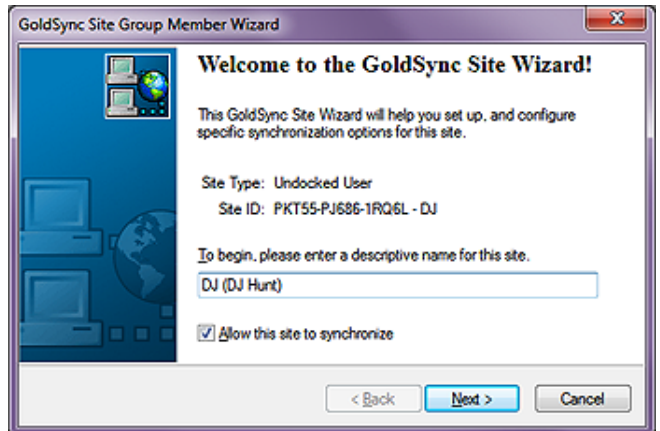 GoldSync Site Group Member Wizard
Welcome to the GoldSync Site Wizard!
This GoldSync Site Wizard will help you set up, and configure
specific synchronization options for this site.
Site Type: Undocked User
Site ID: PKT55-PJ686-1RQ6L - DJ
To begin, please enter a descriptive name for this site.
DJ (DJ Hunt)
Allow this site to synchronize
< Back Next > Cancel